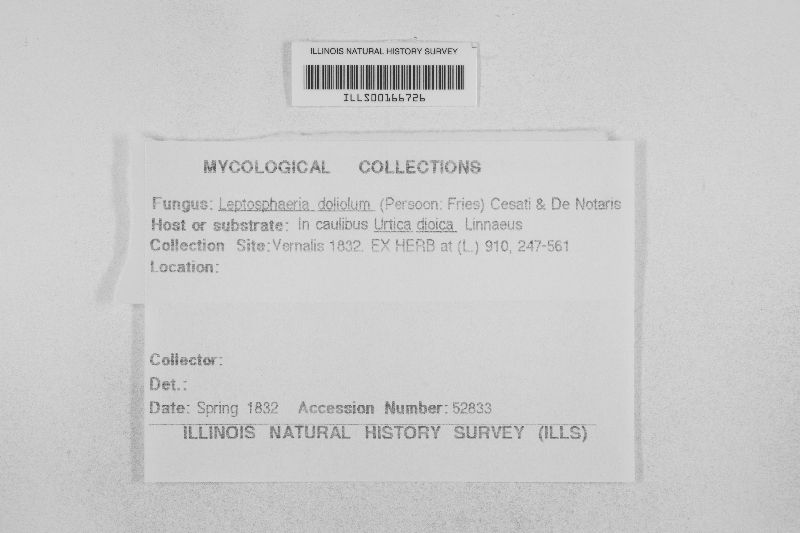 ILLINOIS NATURAL HISTORY SURVEY
ILLS00166726
MYCOLOGICAL COLLECTIONS
Fungus: Leptosphaeria doliolum (Persoon: Fries) Cesati & De Notaris
Host or substrate: In caulibus Urtica dioica Linnaeus
Collection Site: Vernalis 1832. EX HERB at (L.) 910, 247-561
Location:
Collector:
Det.:
Date: Spring 1832 Accession Number: 52833
ILLINOIS NATURAL HISTORY SURVEY (ILLS)